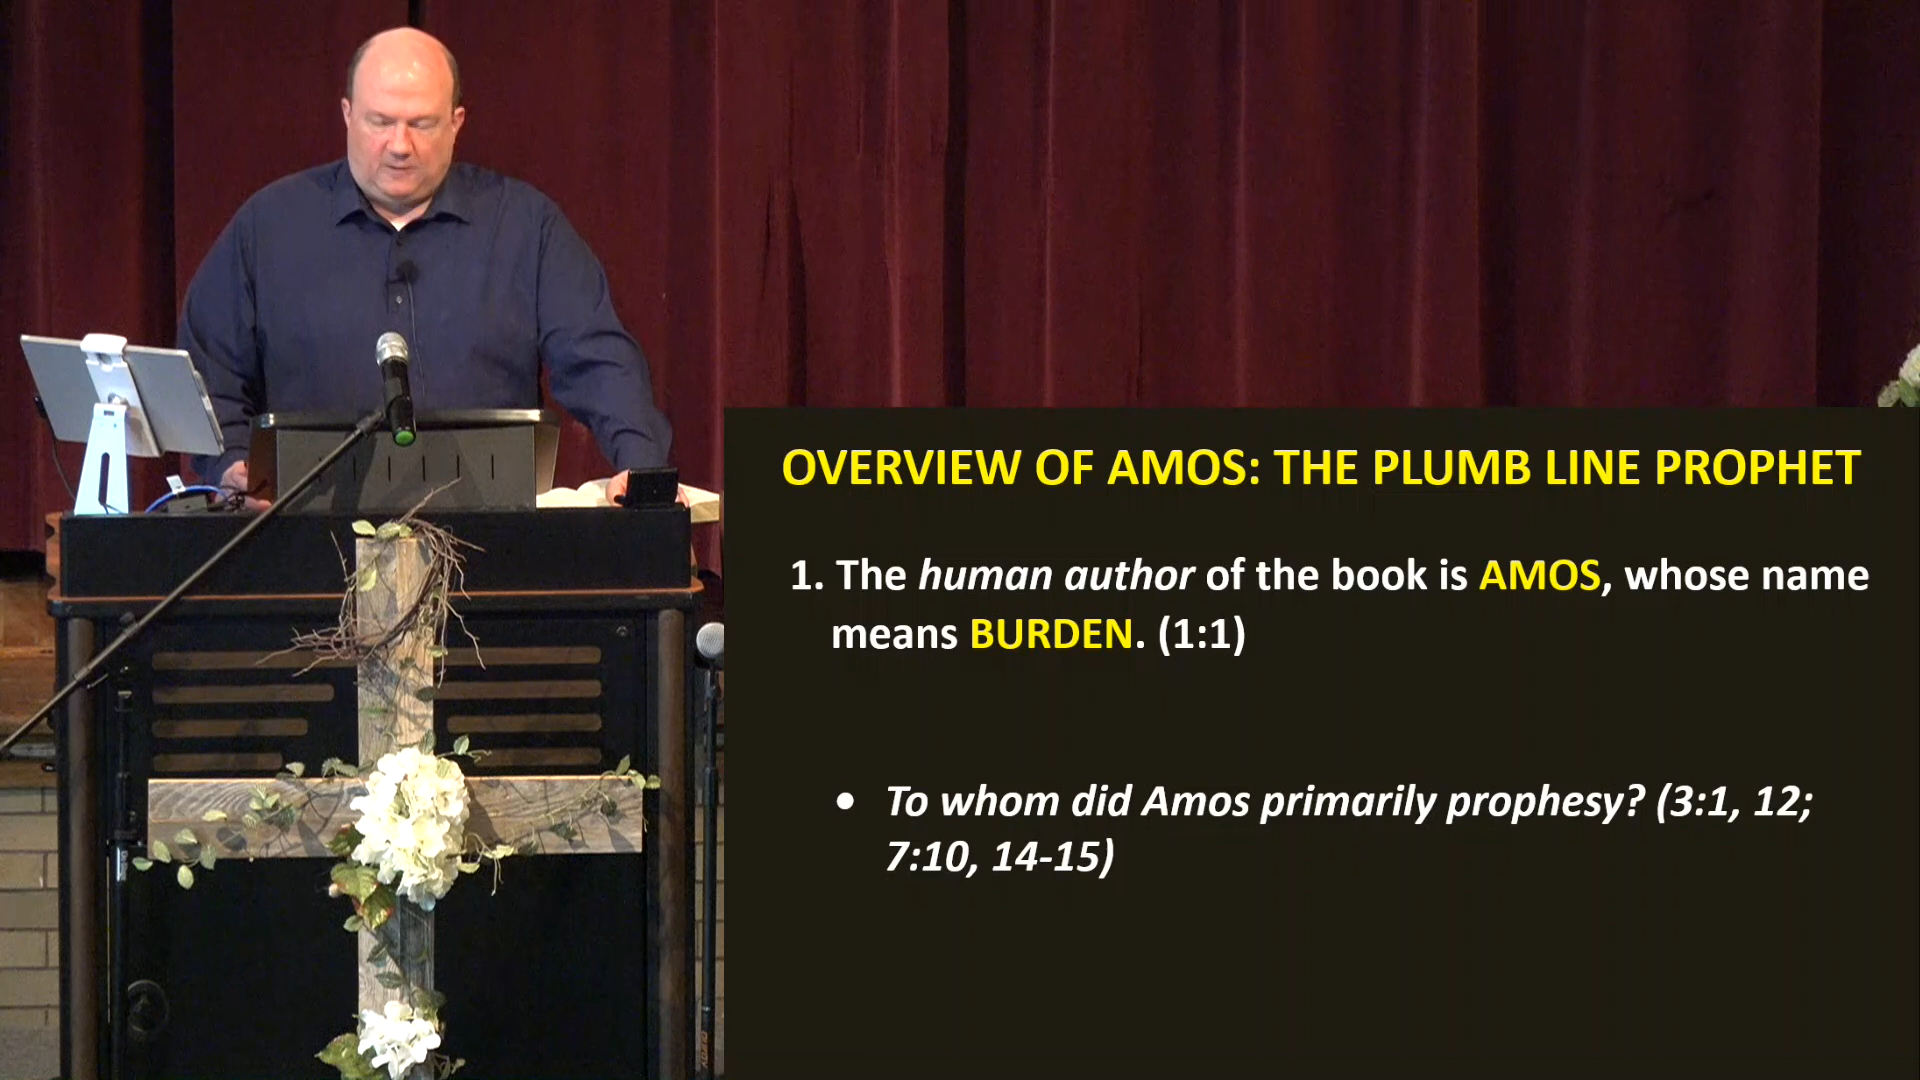 OVERVIEW OF AMOS: THE PLUMB LINE PROPHET
1. The human author of the book is AMOS, whose name
means BURDEN. (1:1)
• To whom did Amos primarily prophesy? (3:1, 12;
7:10, 14-15)